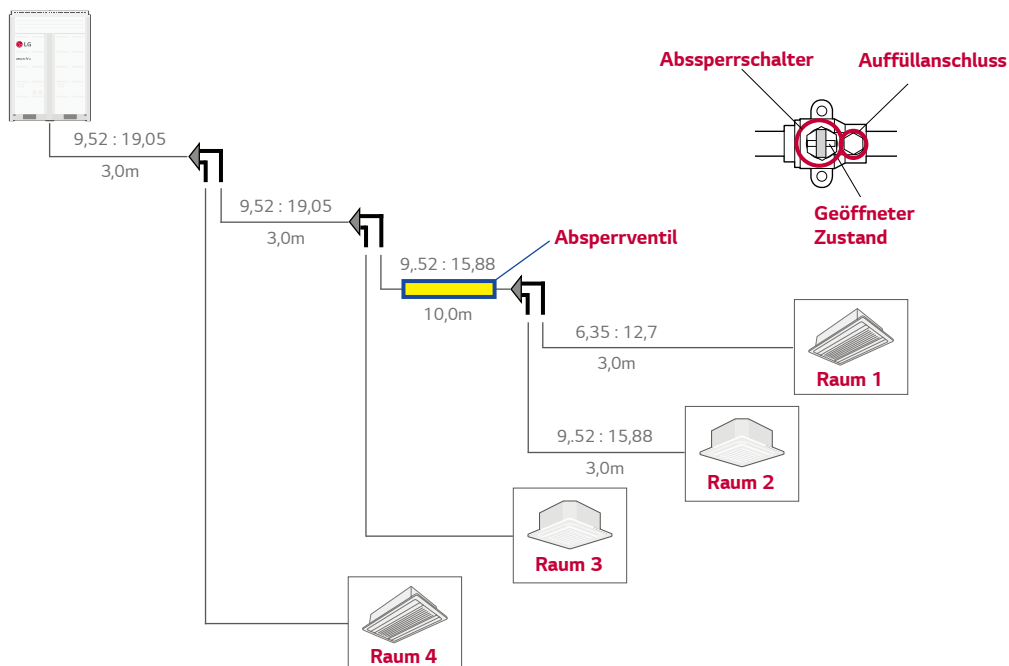 LG
Abssperrschalter
Auffüllanschluss
9,52 : 19,05
3,0m
Geöffneter
Zustand
9,52 : 19,05
3,0m
Absperrventil
9,.52 : 15,88
10,0m
6,35 : 12,7
3,0m
Raum 1
9,.52 : 15,88
3,0m
Raum 2
Raum 3
Raum 4